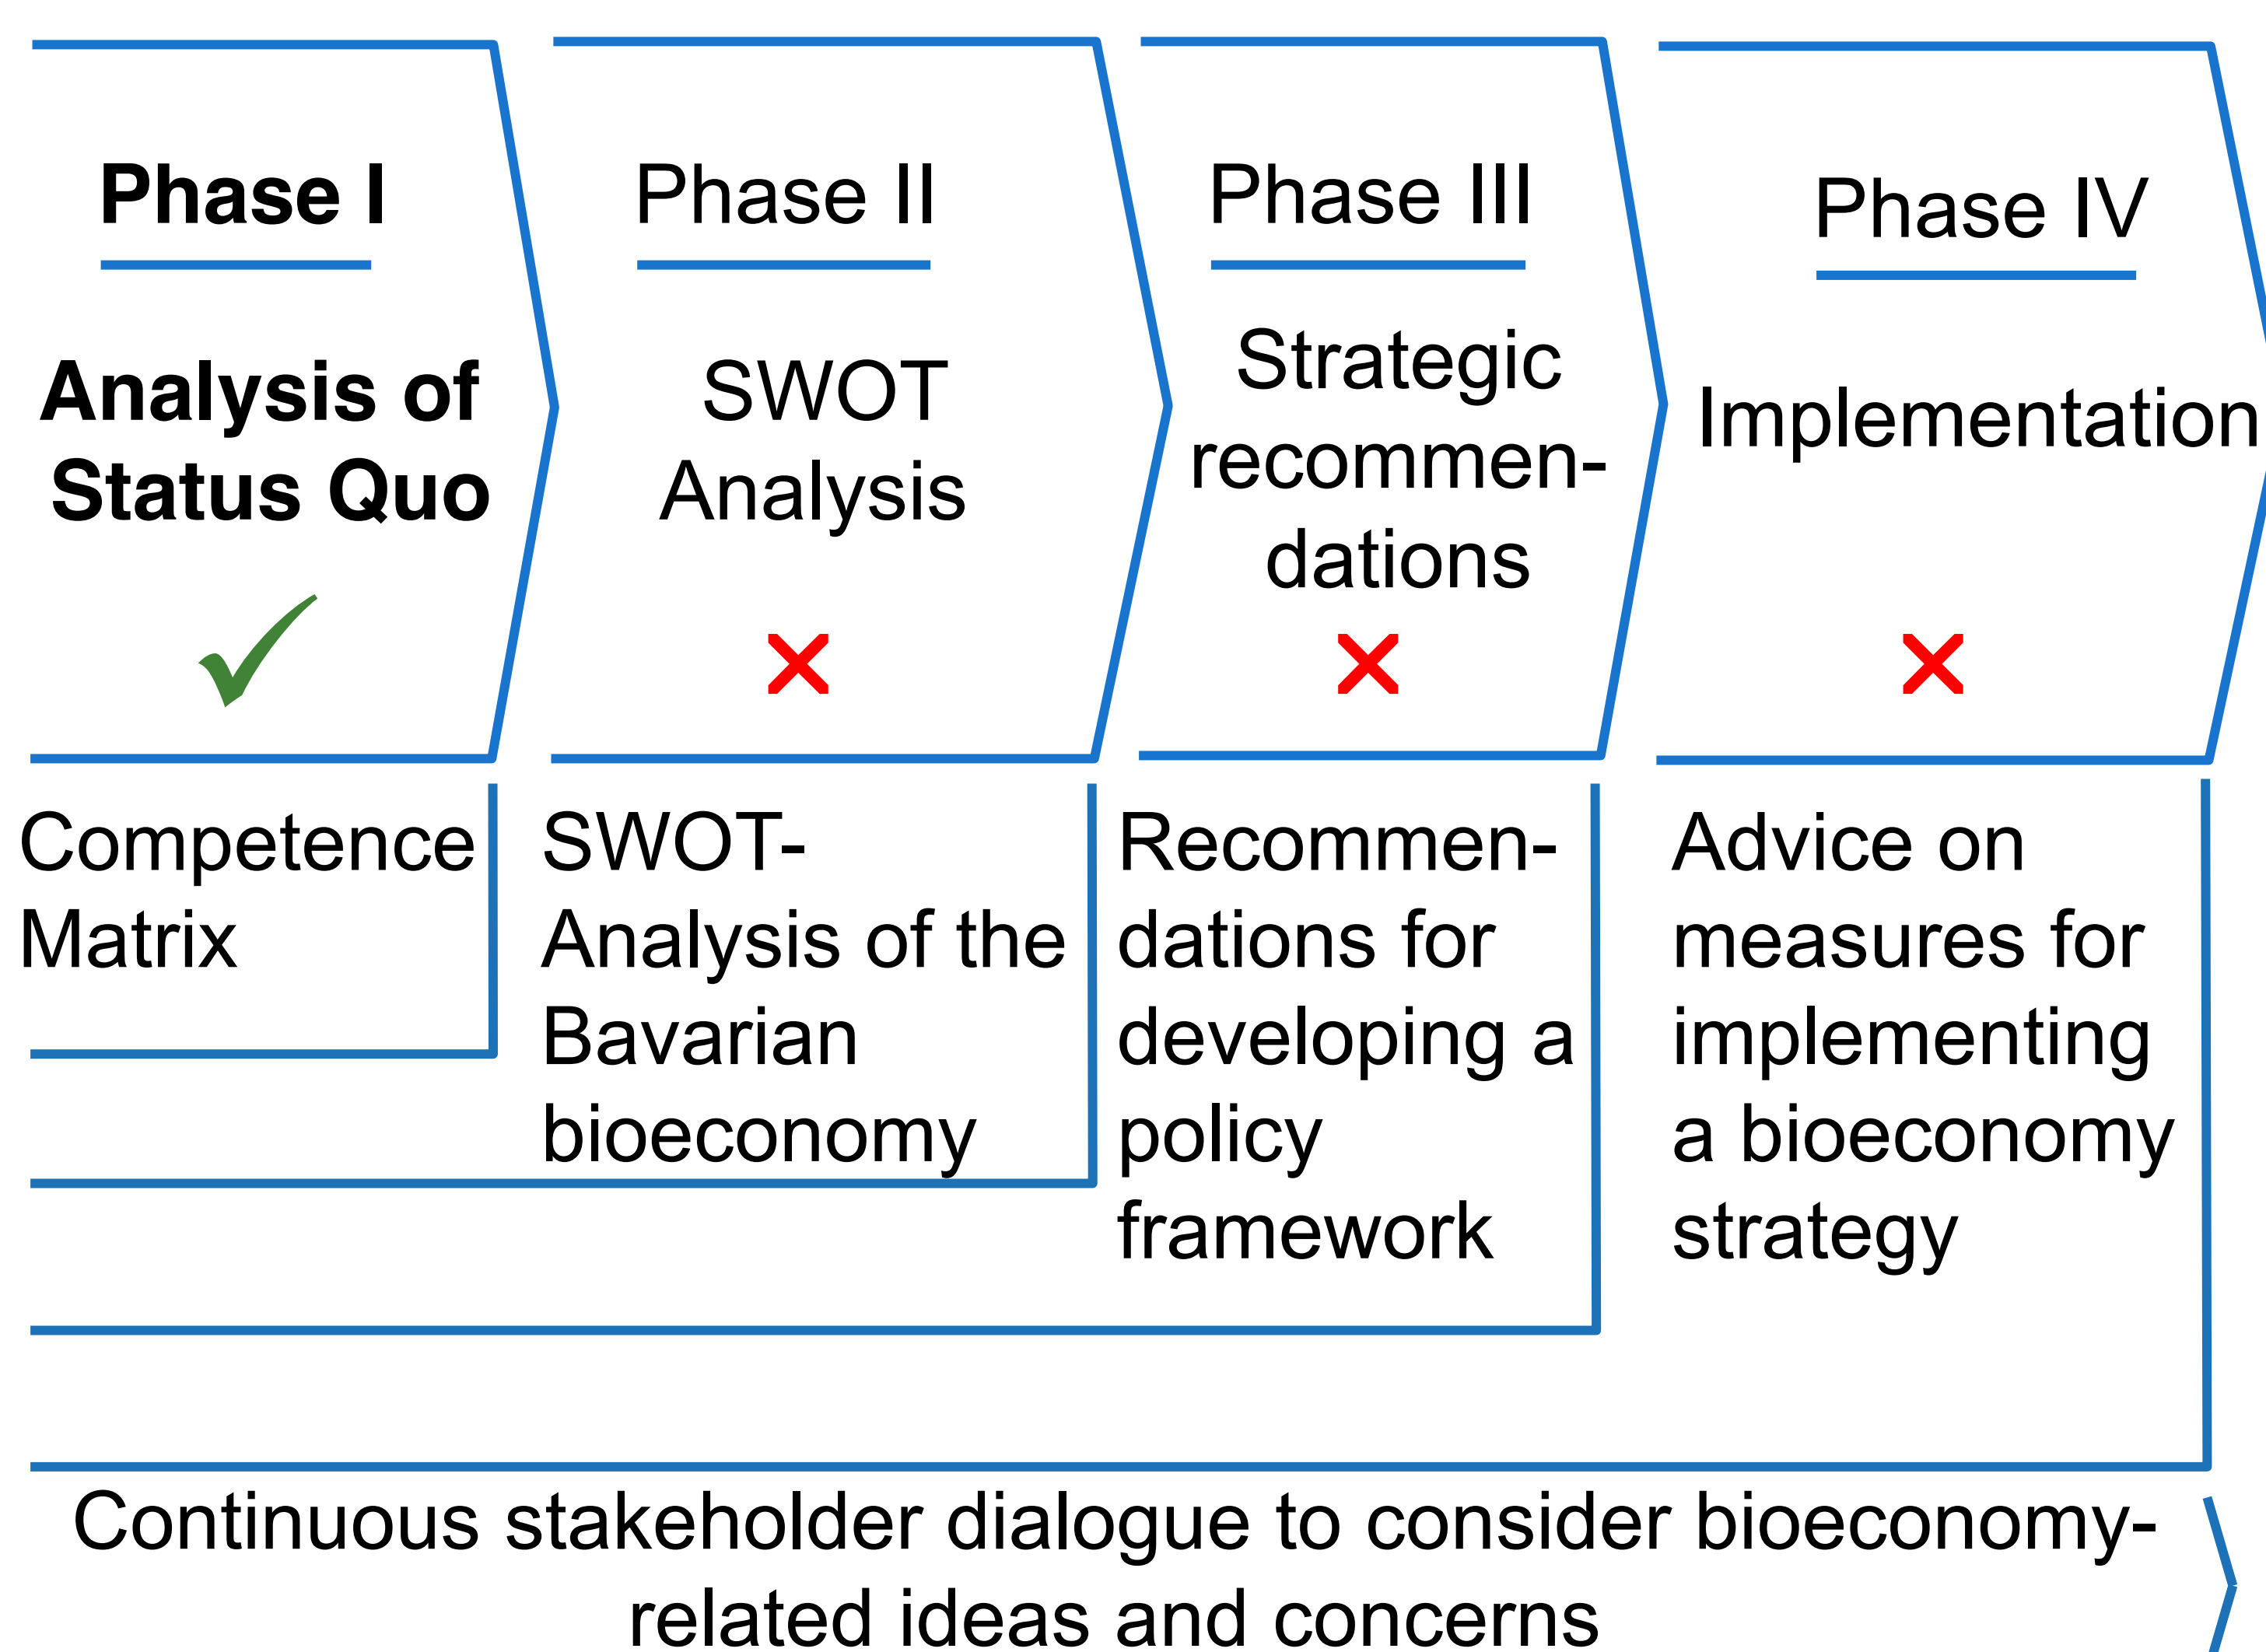 Phase I
Analysis of
Status Quo
Phase II
SWOT
Analysis
Phase III
Strategic
recommen-
dations
Phase IV
Implementation
Competence
Matrix
SWOT-
Analysis of the
Bavarian
bioeconomy
Recommen-
dations for
developing a
policy
framework
Advice on
measures for
implementing
a bioeconomy
strategy
Continuous stakeholder dialogue to consider bioeconomy-
related ideas and concerns